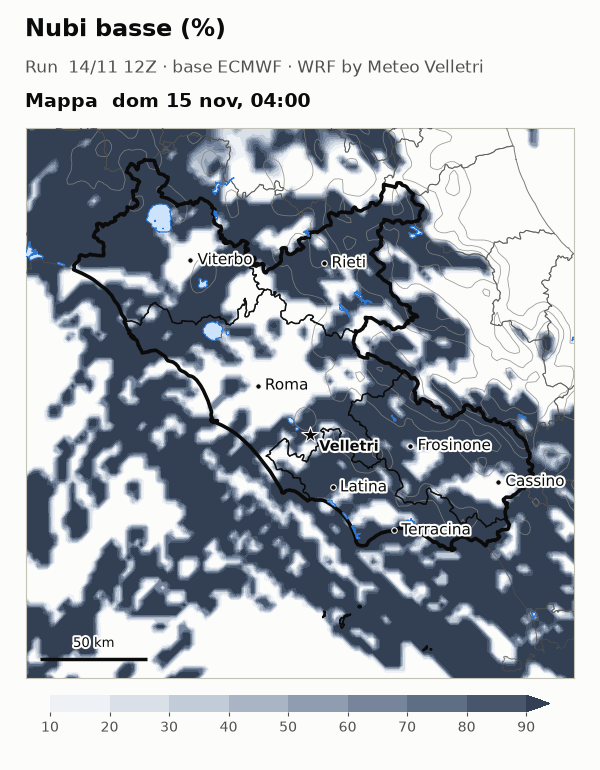 Nubi basse (%)
Run 14/11 12Z · base ECMWF · WRF by Meteo Velletri
Mappa dom 15 nov, 04:00
Viterbo
Rieti
Roma
Velletri
Frosinone
Cassino
Latina
Terracina
50 km
10 20 30 40 50 60 70 80 90